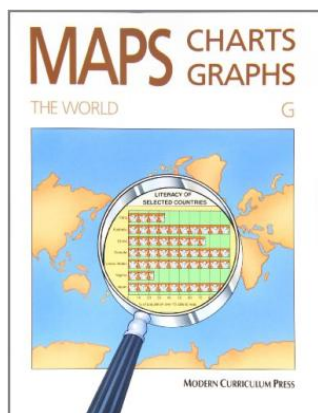 MAPS CHARTS
GRAPHS
THE WORLD G
LITERACY OF
SELECTED COUNTRIES
MODERN CURRICULUM PRESS